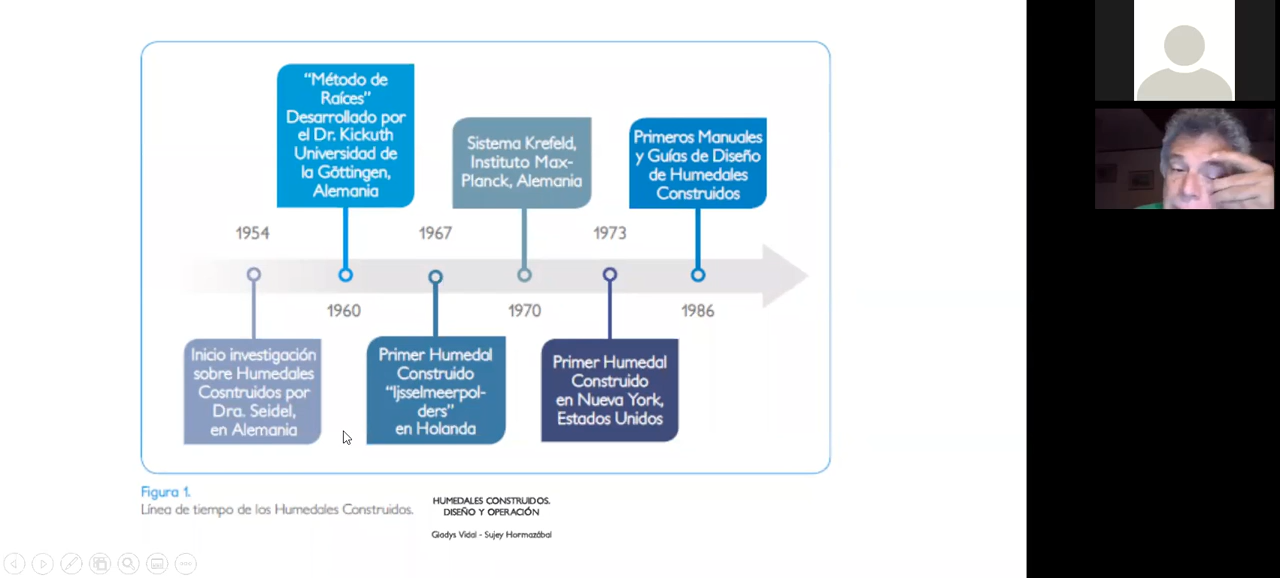 “Método de
Raíces”
Desarrollado por
el Dr. Kickuth
Universidad de
la Göttingen,
Alemania
Sistema Krefeld,
Instituto Max-
Planck, Alemania
Primeros Manuales
y Guías de Diseño
de Humedales
Construidos
1954
1967
1973
1960
1970
1986
Inicio investigación
sobre Humedales
Cosntruidos por
Dra. Seidel,
en Alemania
Primer Humedal
Construido
“Ijsselmeerpol-
ders”
en Holanda
Primer Humedal
Construido
en Nueva York,
Estados Unidos
Figura 1.
Línea de tiempo de los Humedales Construidos.
HUMEDALES CONSTRUIDOS.
DISEÑO Y OPERACIÓN
Gladys Vidal - Sujey Hormazábal